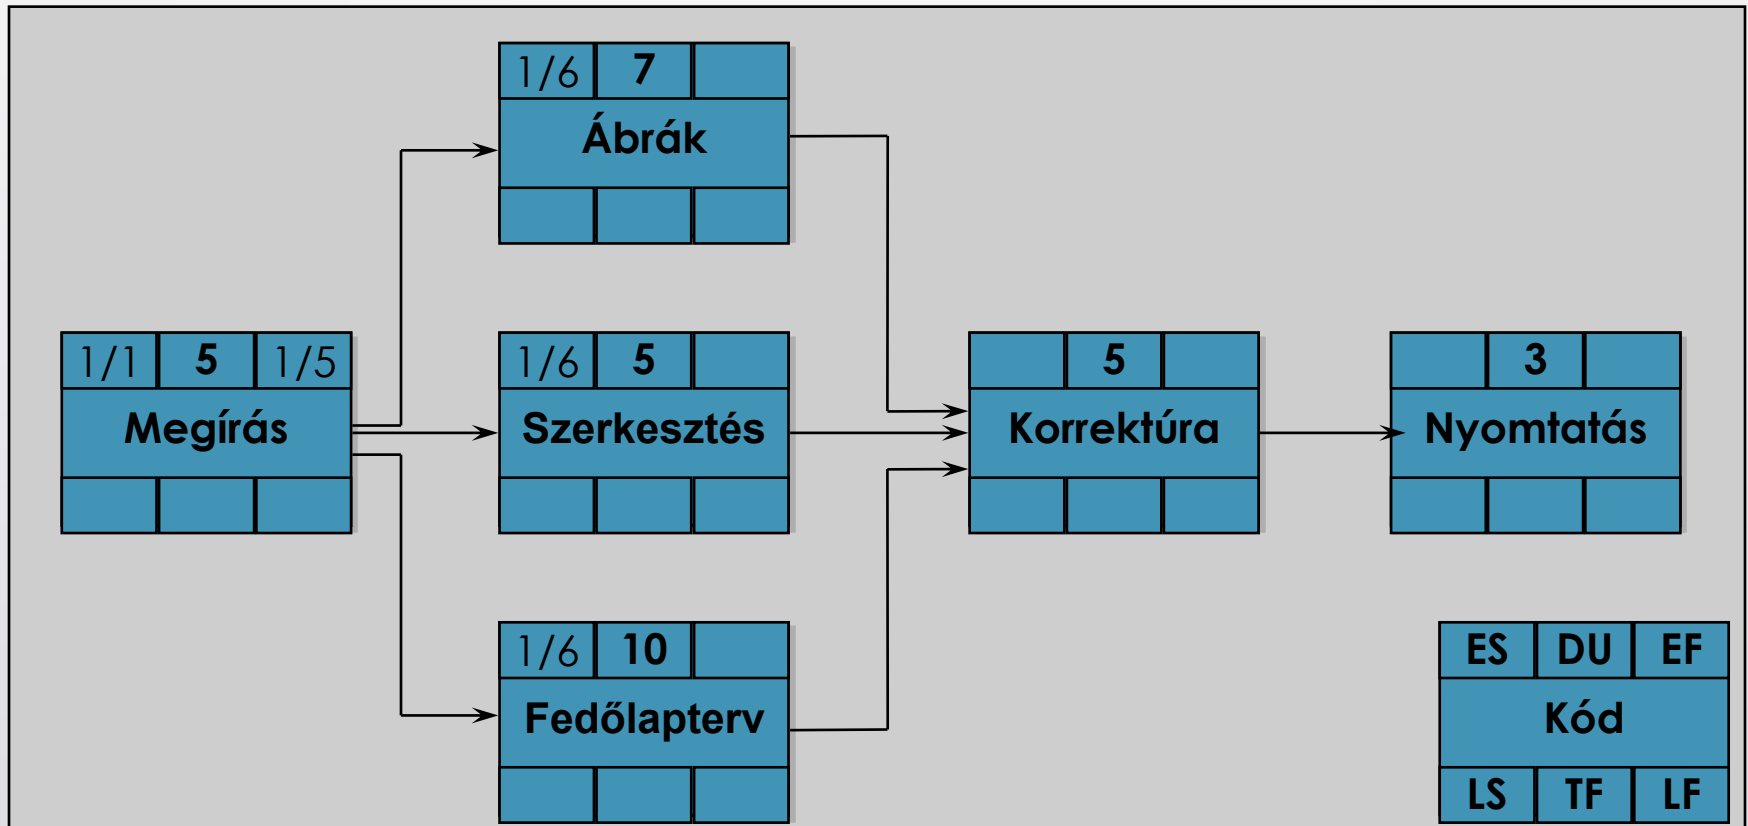 1/6 7
Ábrák
1/1 5 1/5
Megírás
1/6 5
Szerkesztés
5
Korrektúra
3
Nyomtatás
1/6 10
Fedőlapterv
ES DU EF
Kód
LS TF LF